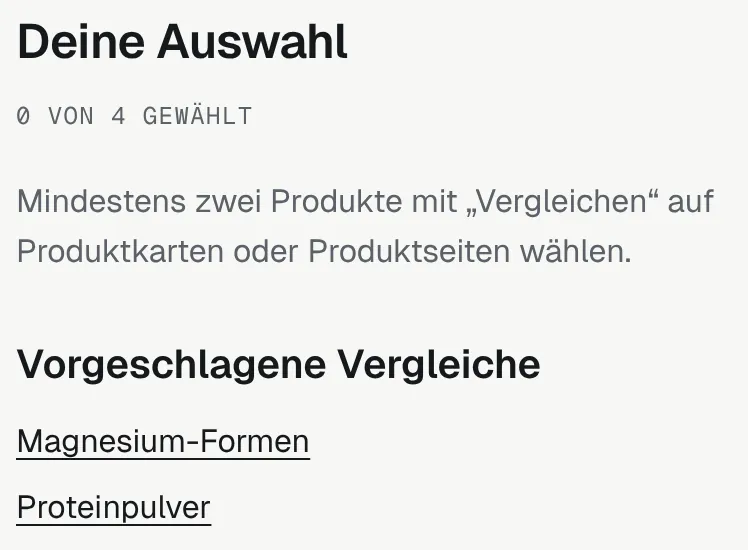 Deine Auswahl
0 VON 4 GEWÄHLT
Mindestens zwei Produkte mit „Vergleichen“ auf
Produktkarten oder Produktseiten wählen.
Vorgeschlagene Vergleiche
Magnesium-Formen
Proteinpulver